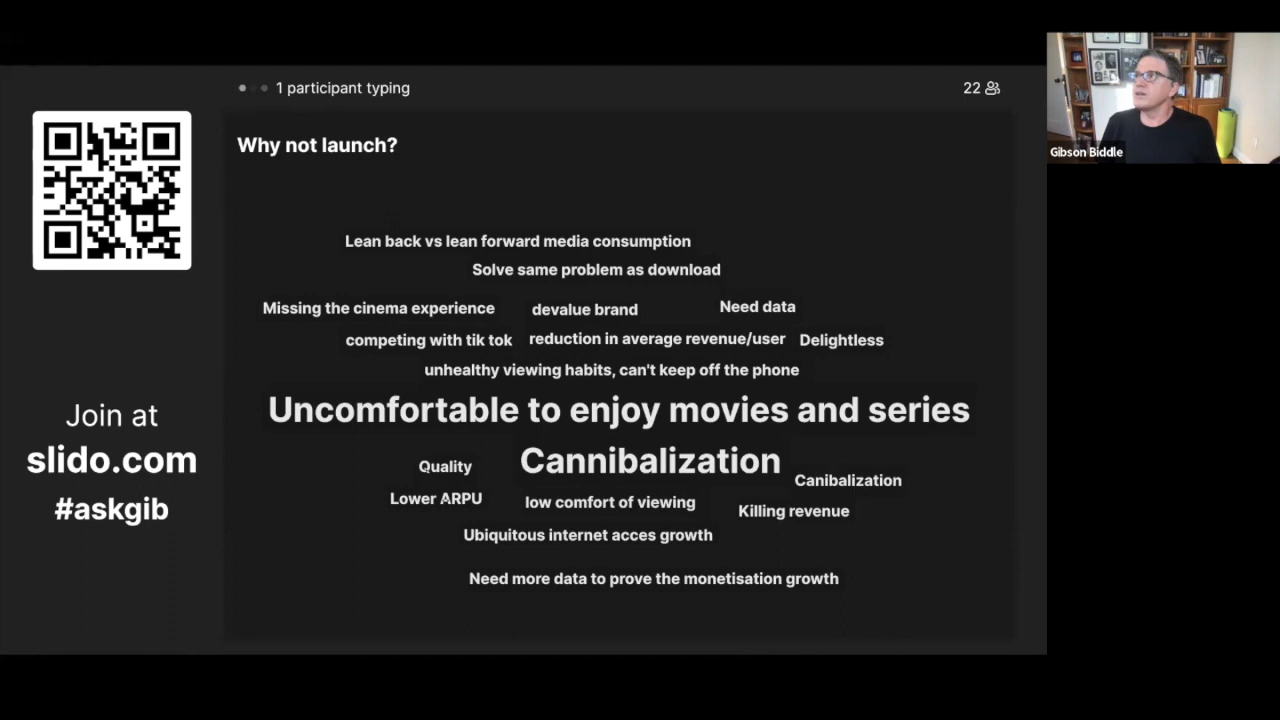 1 participant typing
22
Why not launch?
Lean back vs lean forward media consumption
Solve same problem as download
Missing the cinema experience
devalue brand
Need data
competing with tik tok
reduction in average revenue/user
Delightless
unhealthy viewing habits, can't keep off the phone
Uncomfortable to enjoy movies and series
Quality
Cannibalization
Canibalization
Lower ARPU
low comfort of viewing
Killing revenue
Ubiquitous internet acces growth
Need more data to prove the monetisation growth
Join at
slido.com
#askgib
Gibson Biddle